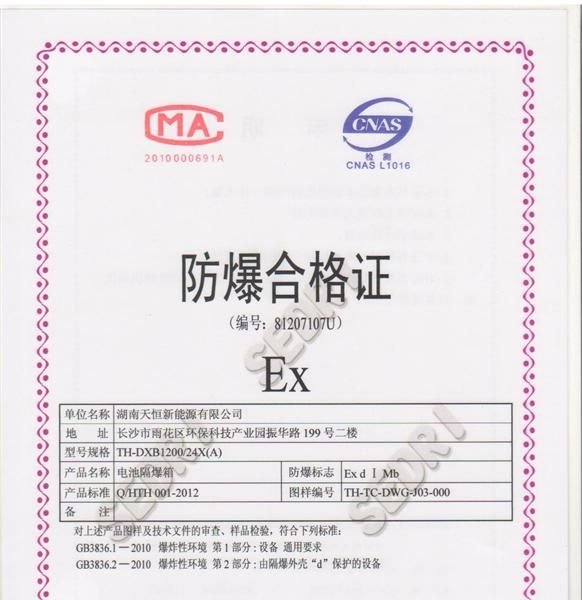 MA
2010000691A
CNAS
检 测
CNAS L1016
防爆合格证
（编号：81207107U）
Ex
单位名称 湖南天恒新能源有限公司
地 址 长沙市雨花区环保科技产业园振华路 199 号二楼
型号规格 TH-DXB1200/24X(A)
产品名称 电池隔爆箱 防爆标志 Ex d Ⅰ Mb
产品标准 Q/HTH 001-2012 图样编号 TH-TC-DWG-J03-000
备 注
对上述产品图样及技术文件的审查、样品检验，符合下列标准：
GB3836.1—2010 爆炸性环境 第 1 部分：设备 通用要求
GB3836.2—2010 爆炸性环境 第 2 部分：由隔爆外壳“d”保护的设备
SEDRI
SEDRI
SEDRI
SEDRI